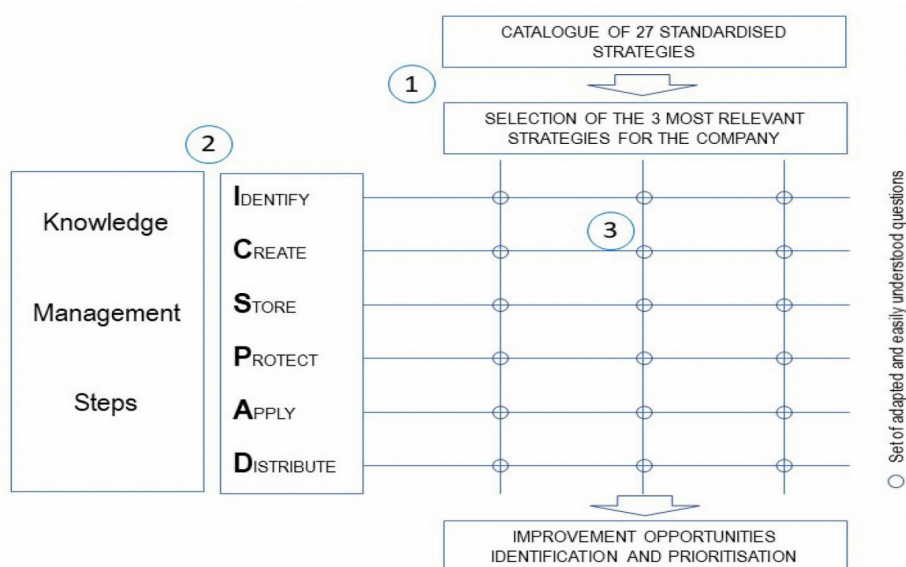 CATALOGUE OF 27 STANDARDISED
STRATEGIES
1
SELECTION OF THE 3 MOST RELEVANT
STRATEGIES FOR THE COMPANY
2
Knowledge
Management
Steps
IDENTIFY
CREATE
STORE
PROTECT
APPLY
DISTRIBUTE
3
Set of adapted and easily understood questions
IMPROVEMENT OPPORTUNITIES
IDENTIFICATION AND PRIORITISATION